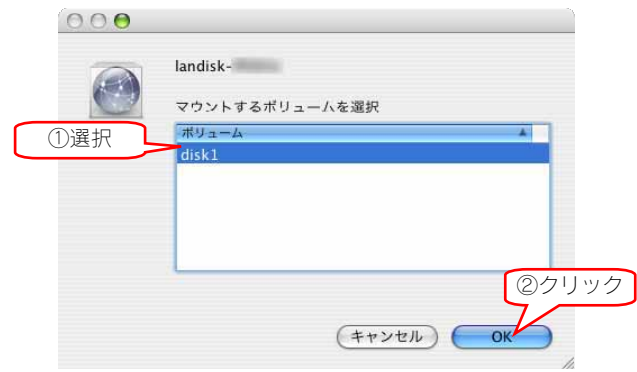 landisk-
マウントするボリュームを選択
ボリューム
①選択
disk1
②クリック
キャンセル
OK